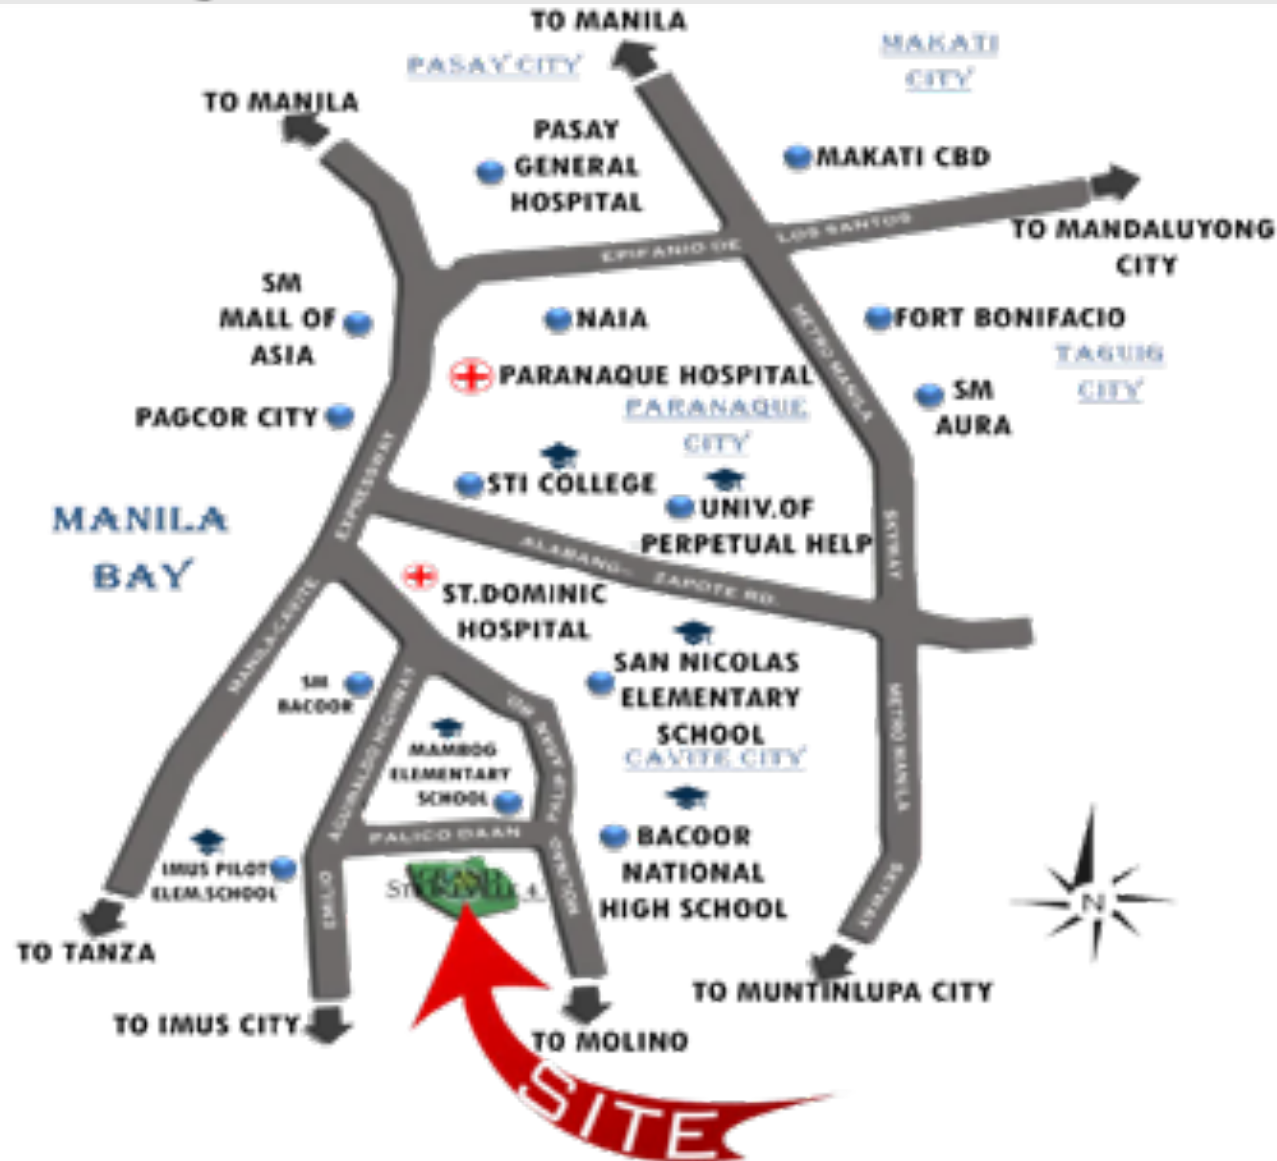 TO MANILA
PASAY CITY
MAKATI
CITY
TO MANILA
PASAY
GENERAL
HOSPITAL
MAKATI CBD
EPIFANIO DE LOS SANTOS
TO MANDALUYONG
CITY
SM
MALL OF
ASIA
NAIA
METRO MANILA
FORT BONIFACIO
TAGUIG
CITY
PARANAQUE HOSPITAL
PARANAQUE
CITY
SM
AURA
PAGCOR CITY
EXPRESSWAY
STI COLLEGE
UNIV.OF
PERPETUAL HELP
SKYWAY
MANILA
BAY
ALABANG- ZAPOTE RD.
ST.DOMINIC
HOSPITAL
MANILA-CAVITE
SAN NICOLAS
ELEMENTARY
SCHOOL
CAVITE CITY
SM
BACOOR
AGUINALDO HIGHWAY
MAMBOG
ELEMENTARY
SCHOOL
METRO MANILA
PALICO DAAN
BACOOR
NATIONAL
HIGH SCHOOL
IMUS PILOT
ELEM.SCHOOL
EMILIO
MOLINO RD
SKYWAY
N
TO TANZA
TO MUNTINLUPA CITY
TO IMUS CITY
TO MOLINO
SITE